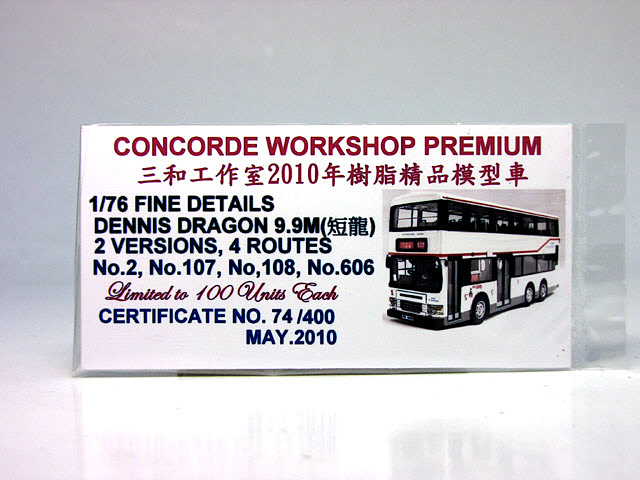 CONCORDE WORKSHOP PREMIUM
三和工作室2010年樹脂精品模型車
1/76 FINE DETAILS
DENNIS DRAGON 9.9M(短龍)
2 VERSIONS, 4 ROUTES
No.2, No.107, No,108, No.606
Limited to 100 Units Each
CERTIFICATE NO. 74 /400
MAY.2010